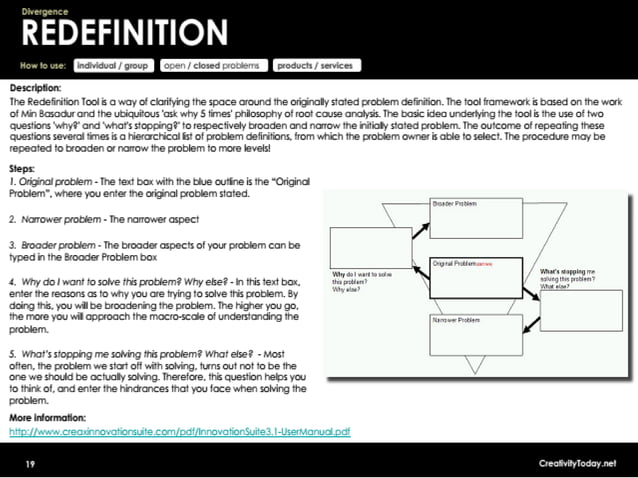 Divergence
REDEFINITION
How to use: individual / group open / closed problems products / services
Description:
The Redefinition Tool is a way of clarifying the space around the originally stated problem definition. The tool framework is based on the work
of Min Basadur and the ubiquitous 'ask why 5 times' philosophy of root cause analysis. The basic idea underlying the tool is the use of two
questions 'why?' and 'what's stopping?' to respectively broaden and narrow the initially stated problem. The outcome of repeating these
questions several times is a hierarchical list of problem definitions, from which the problem owner is able to select. The procedure may be
repeated to broaden or narrow the problem to more levels!
Steps:
1. Original problem - The text box with the blue outline is the "Original
Problem", where you enter the original problem stated.
2. Narrower problem - The narrower aspect
3. Broader problem - The broader aspects of your problem can be
typed in the Broader Problem box
4. Why do I want to solve this problem? Why else? - In this text box,
enter the reasons as to why you are trying to solve this problem. By
doing this, you will be broadening the problem. The higher you go,
the more you will approach the macro-scale of understanding the
problem.
5. What's stopping me solving this problem? What else? - Most
often, the problem we start off with solving, turns out not to be the
one we should be actually solving. Therefore, this question helps you
to think of, and enter the hindrances that you face when solving the
problem.
Broader Problem
Original Problem
Why do I want to solve
this problem?
Why else?
What's stopping me
solving this problem?
What else?
Narrower Problem
More information:
http://www.creaxinnovationsuite.com/pdf/InnovationSuite3.1-UserManual.pdf
19
CreativityToday.net